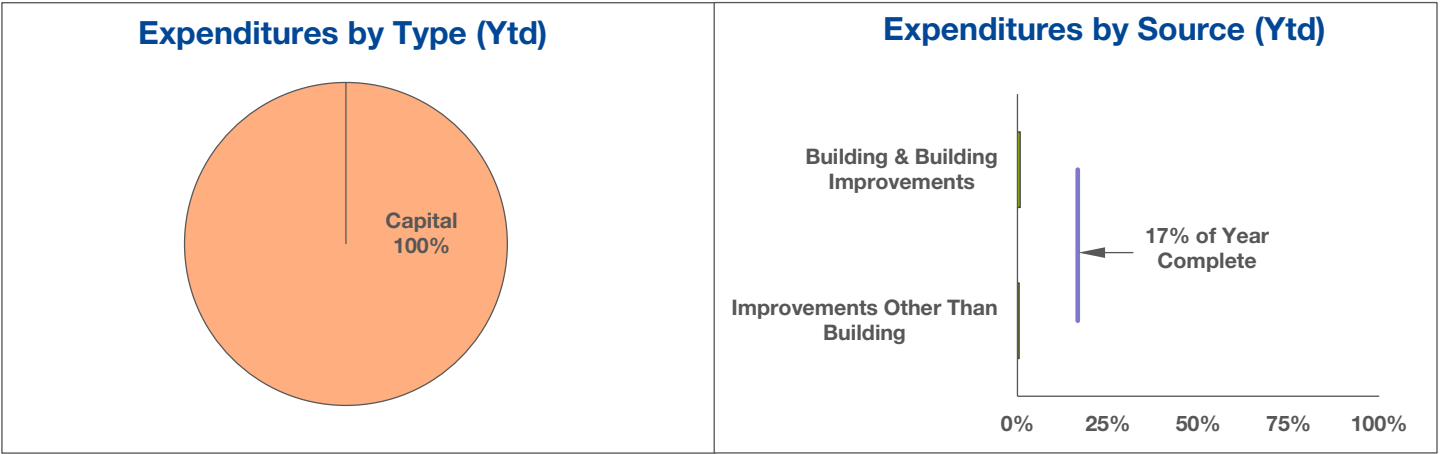 Expenditures by Type (Ytd)
Capital
100%
Expenditures by Source (Ytd)
Building & Building
Improvements
17% of Year
Complete
Improvements Other Than
Building
0% 25% 50% 75% 100%